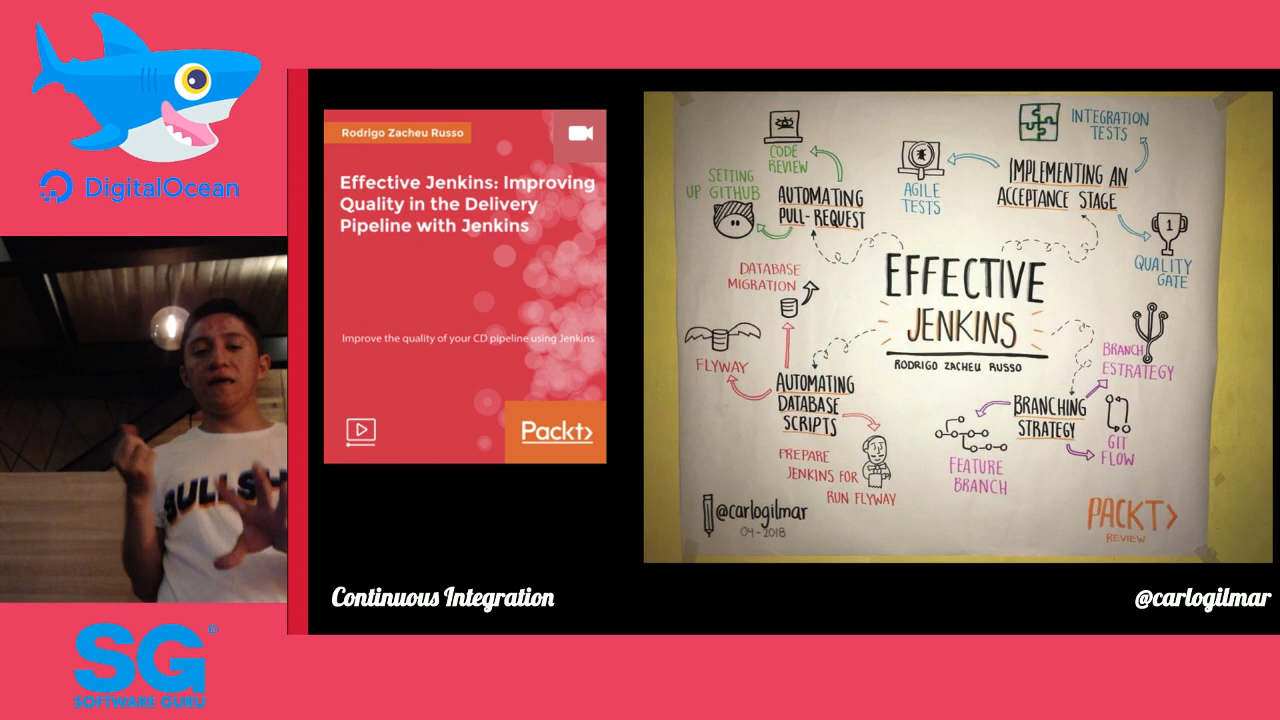 DigitalOcean
BULLSH
SG®
SOFTWARE GURU
Rodrigo Zacheu Russo
Effective Jenkins: Improving
Quality in the Delivery
Pipeline with Jenkins
Improve the quality of your CD pipeline using Jenkins
Packt>
CODE
REVIEW
SETTING
UP GITHUB
AUTOMATING
PULL-REQUEST
AGILE
TESTS
INTEGRATION
TESTS
IMPLEMENTING AN
ACCEPTANCE STAGE
1
QUALITY
GATE
DATABASE
MIGRATION
EFFECTIVE
JENKINS
RODRIGO ZACHEU RUSSO
FLYWAY
AUTOMATING
DATABASE
SCRIPTS
PREPARE
JENKINS FOR
RUN FLYWAY
BRANCH
ESTRATEGY
BRANCHING
STRATEGY
GIT
FLOW
FEATURE
BRANCH
@carlogilmar
04-2018
PACKT>
REVIEW
Continuous Integration
@carlogilmar